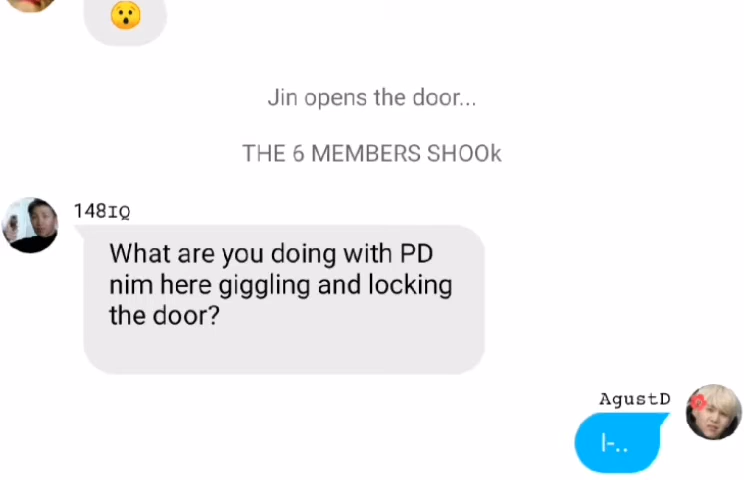 😯
Jin opens the door...
THE 6 MEMBERS SHOOk
148IQ
What are you doing with PD
nim here giggling and locking
the door?
AgustD
I-..